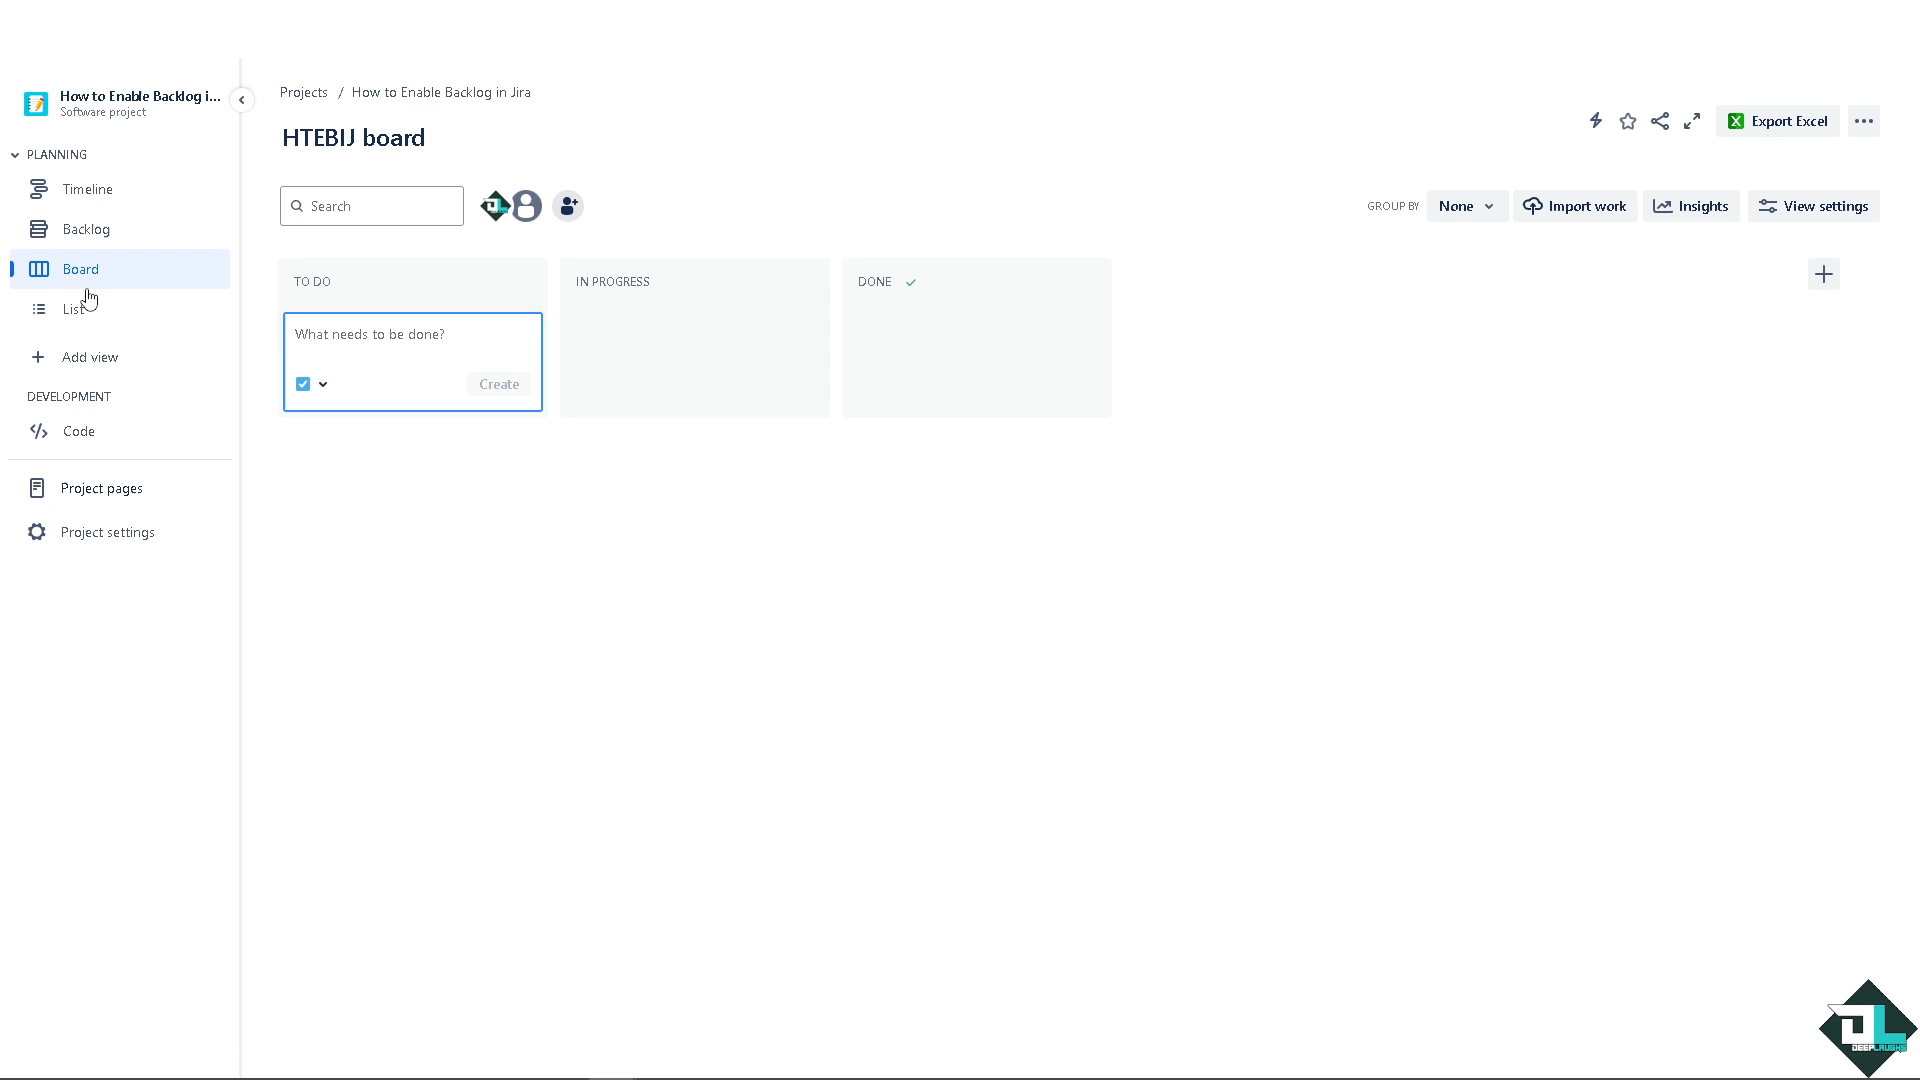 How to Enable Backlog i...
Software project
PLANNING
Timeline
Backlog
Board
List
Add view
DEVELOPMENT
Code
Project pages
Project settings
Projects / How to Enable Backlog in Jira
HTEBIJ board
Export Excel
Search
GROUP BY
None
Import work
Insights
View settings
TO DO
IN PROGRESS
DONE
What needs to be done?
Create
JL
DEEPLAUGHS